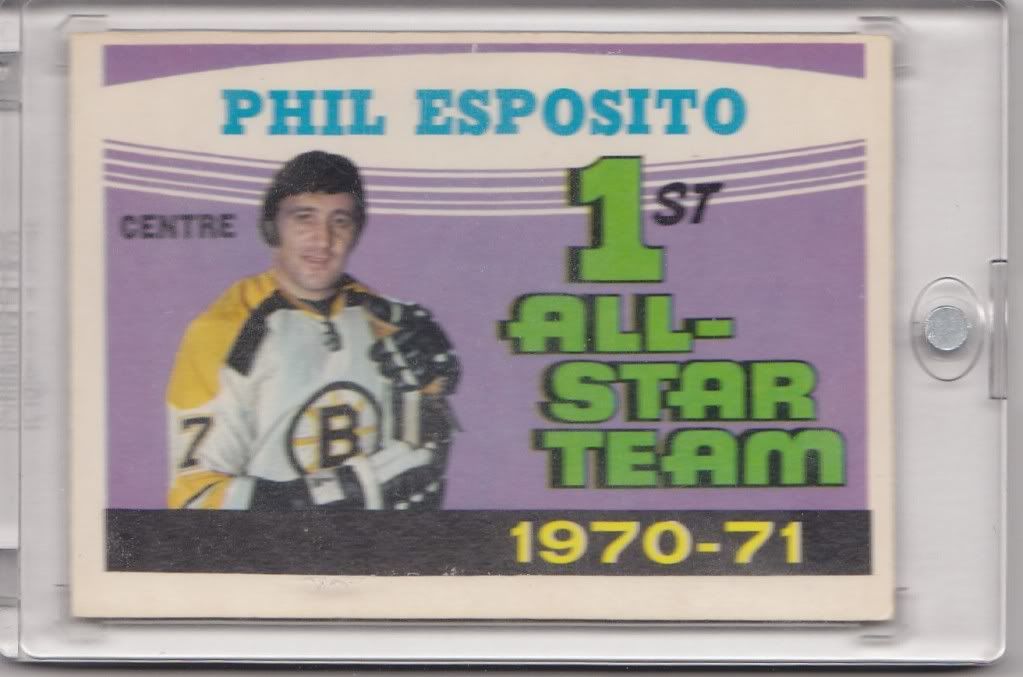 PHIL ESPOSITO
CENTRE
1ST
ALL-
STAR
TEAM
7
B
1970-71